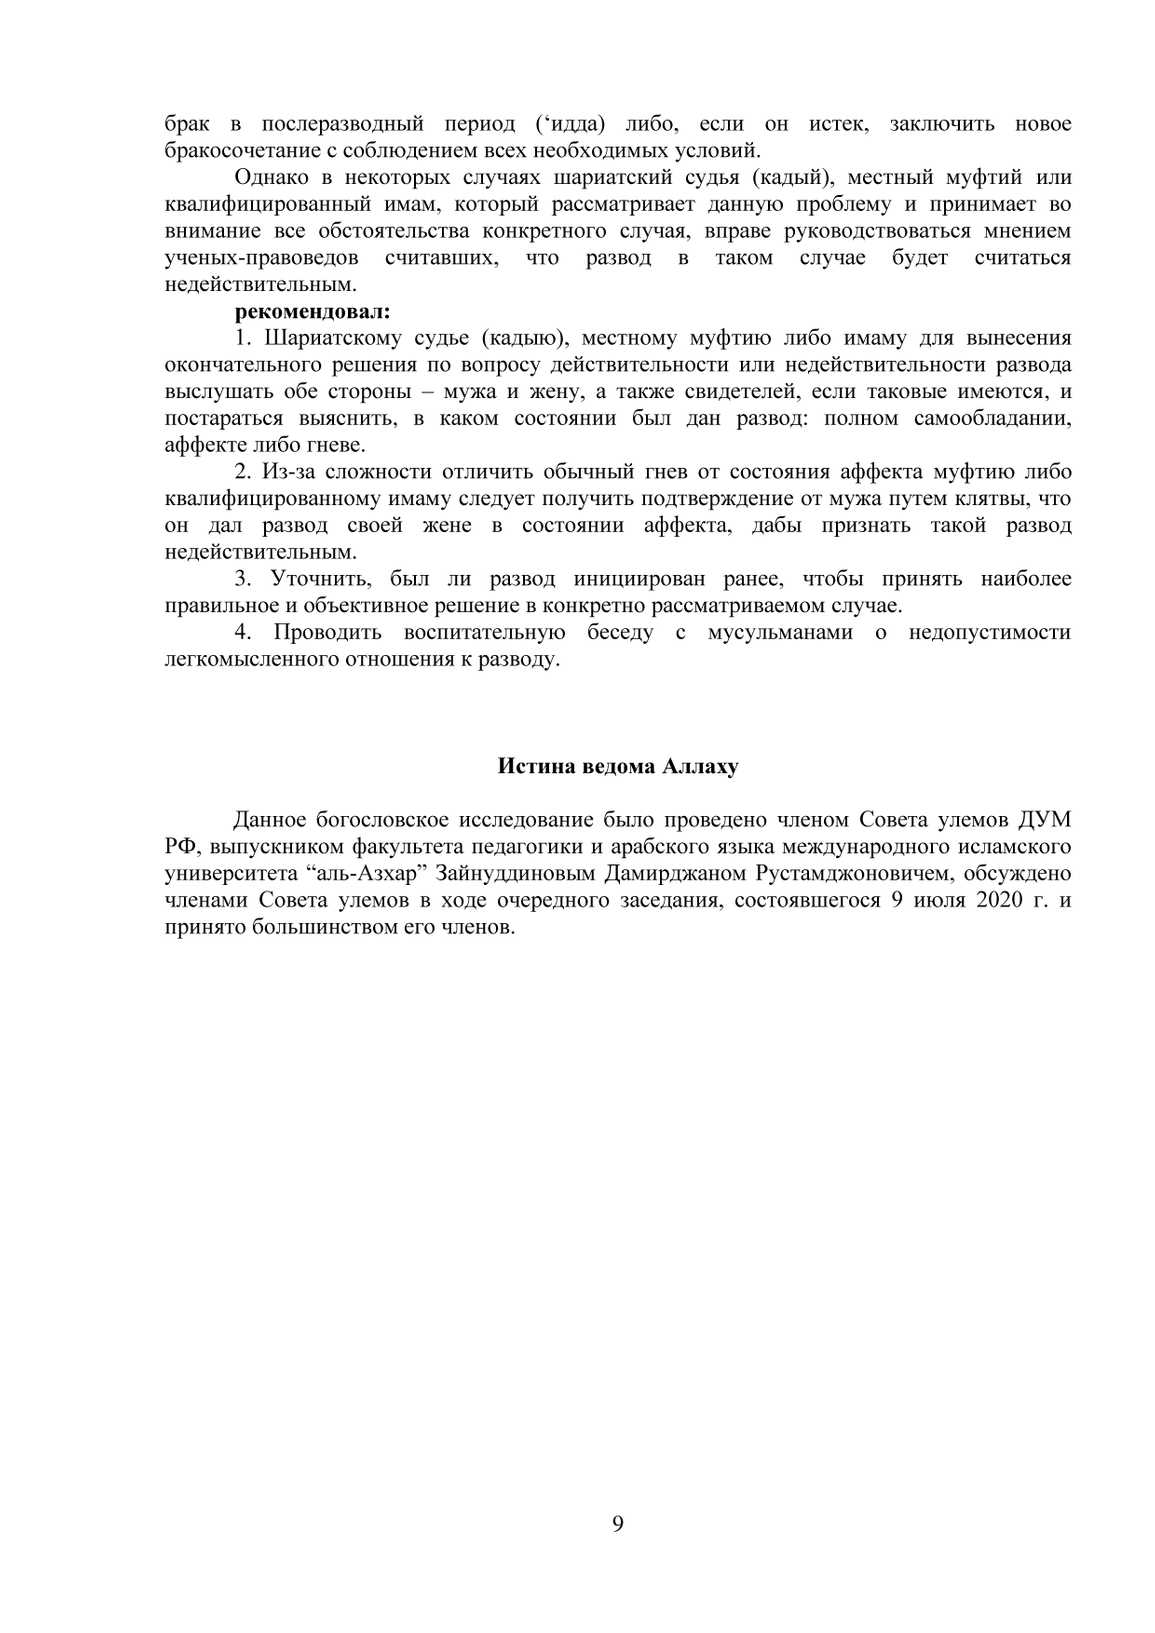 брак в послеразводный период (‘идда) либо, если он истек, заключить новое
бракосочетание с соблюдением всех необходимых условий.
Однако в некоторых случаях шариатский судья (кадый), местный муфтий или
квалифицированный имам, который рассматривает данную проблему и принимает во
внимание все обстоятельства конкретного случая, вправе руководствоваться мнением
ученых-правоведов считавших, что развод в таком случае будет считаться
недействительным.
рекомендовал:
1. Шариатскому судье (кадыю), местному муфтию либо имаму для вынесения
окончательного решения по вопросу действительности или недействительности развода
выслушать обе стороны – мужа и жену, а также свидетелей, если таковые имеются, и
постараться выяснить, в каком состоянии был дан развод: полном самообладании,
аффекте либо гневе.
2. Из-за сложности отличить обычный гнев от состояния аффекта муфтию либо
квалифицированному имаму следует получить подтверждение от мужа путем клятвы, что
он дал развод своей жене в состоянии аффекта, дабы признать такой развод
недействительным.
3. Уточнить, был ли развод инициирован ранее, чтобы принять наиболее
правильное и объективное решение в конкретно рассматриваемом случае.
4. Проводить воспитательную беседу с мусульманами о недопустимости
легкомысленного отношения к разводу.
Истина ведома Аллаху
Данное богословское исследование было проведено членом Совета улемов ДУМ
РФ, выпускником факультета педагогики и арабского языка международного исламского
университета “аль-Азхар” Зайнуддиновым Дамирджаном Рустамджоновичем, обсуждено
членами Совета улемов в ходе очередного заседания, состоявшегося 9 июля 2020 г. и
принято большинством его членов.
9